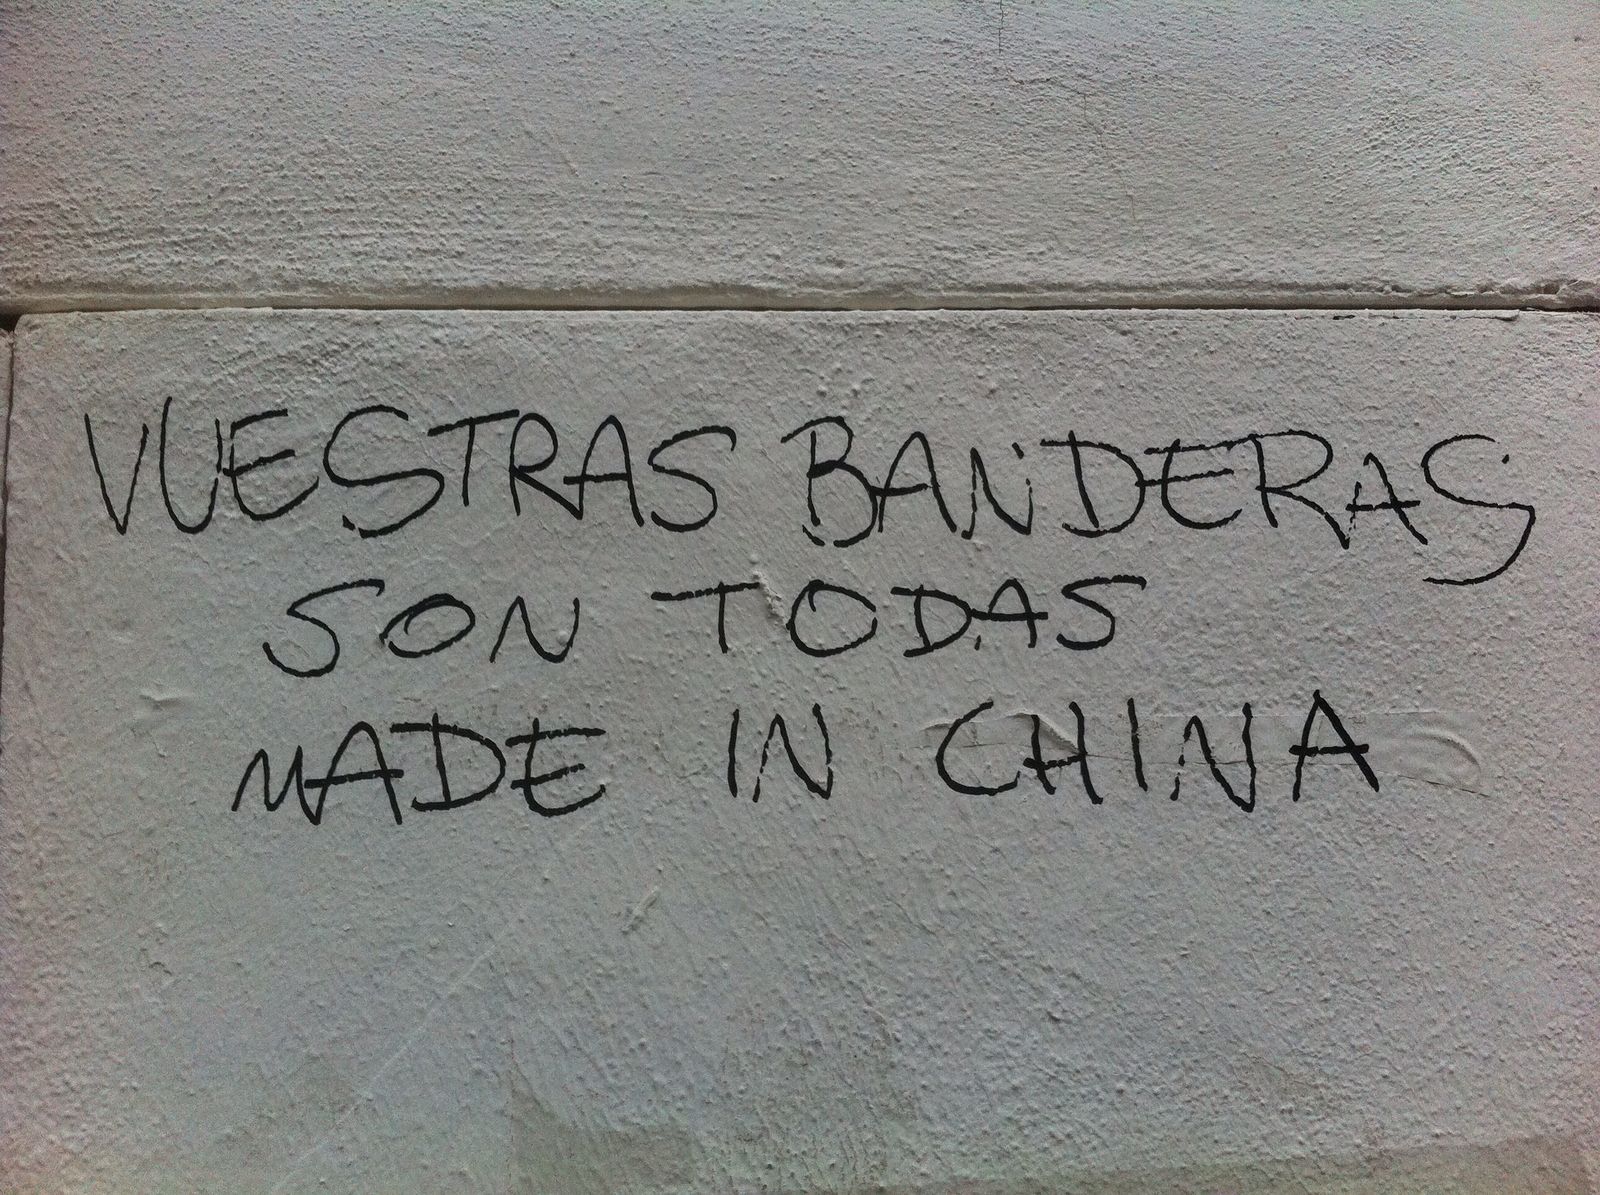 VUESTRAS BANDERAS
SON TODAS
MADE IN CHINA